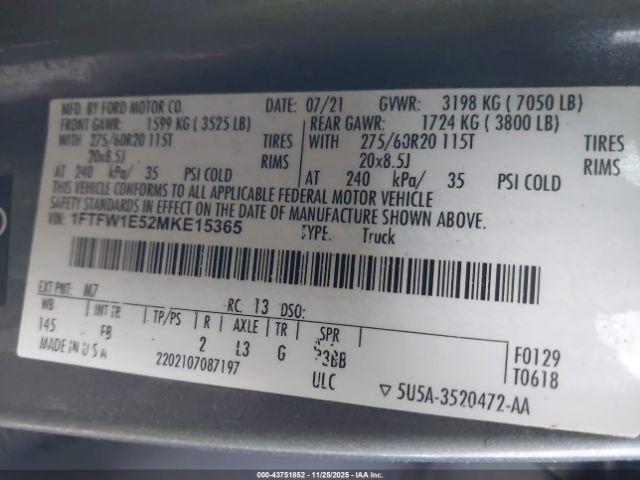 MFD. BY FORD MOTOR CO. DATE: 07/21 GVWR: 3198 KG ( 7050 LB)
FRONT GAWR: 1599 KG ( 3525 LB) REAR GAWR: 1724 KG ( 3800 LB)
WITH 275/60R20 115T TIRES WITH 275/60R20 115T TIRES
20x8.5J RIMS 20x8.5J RIMS
AT 240 kPa/ 35 PSI COLD AT 240 kPa/ 35 PSI COLD
THIS VEHICLE CONFORMS TO ALL APPLICABLE FEDERAL MOTOR VEHICLE
SAFETY STANDARDS IN EFFECT ON THE DATE OF MANUFACTURE SHOWN ABOVE.
VIN: 1FTFW1E52MKE15365 TYPE: Truck
EXT PNT: M7 RC: 13 DSO:
WB INT TR TP/PS R AXLE TR SPR
145 FB 2 L3 G F0129
MADE IN U S A 2202107087197 ULC T0618
5U5A-3520472-AA
000-43751852 - 11/25/2025 - IAA Inc.